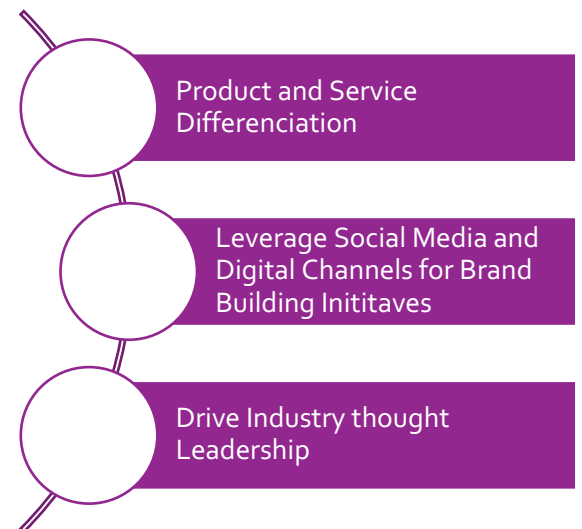 Product and Service
Differenciation
Leverage Social Media and
Digital Channels for Brand
Building Inititaves
Drive Industry thought
Leadership